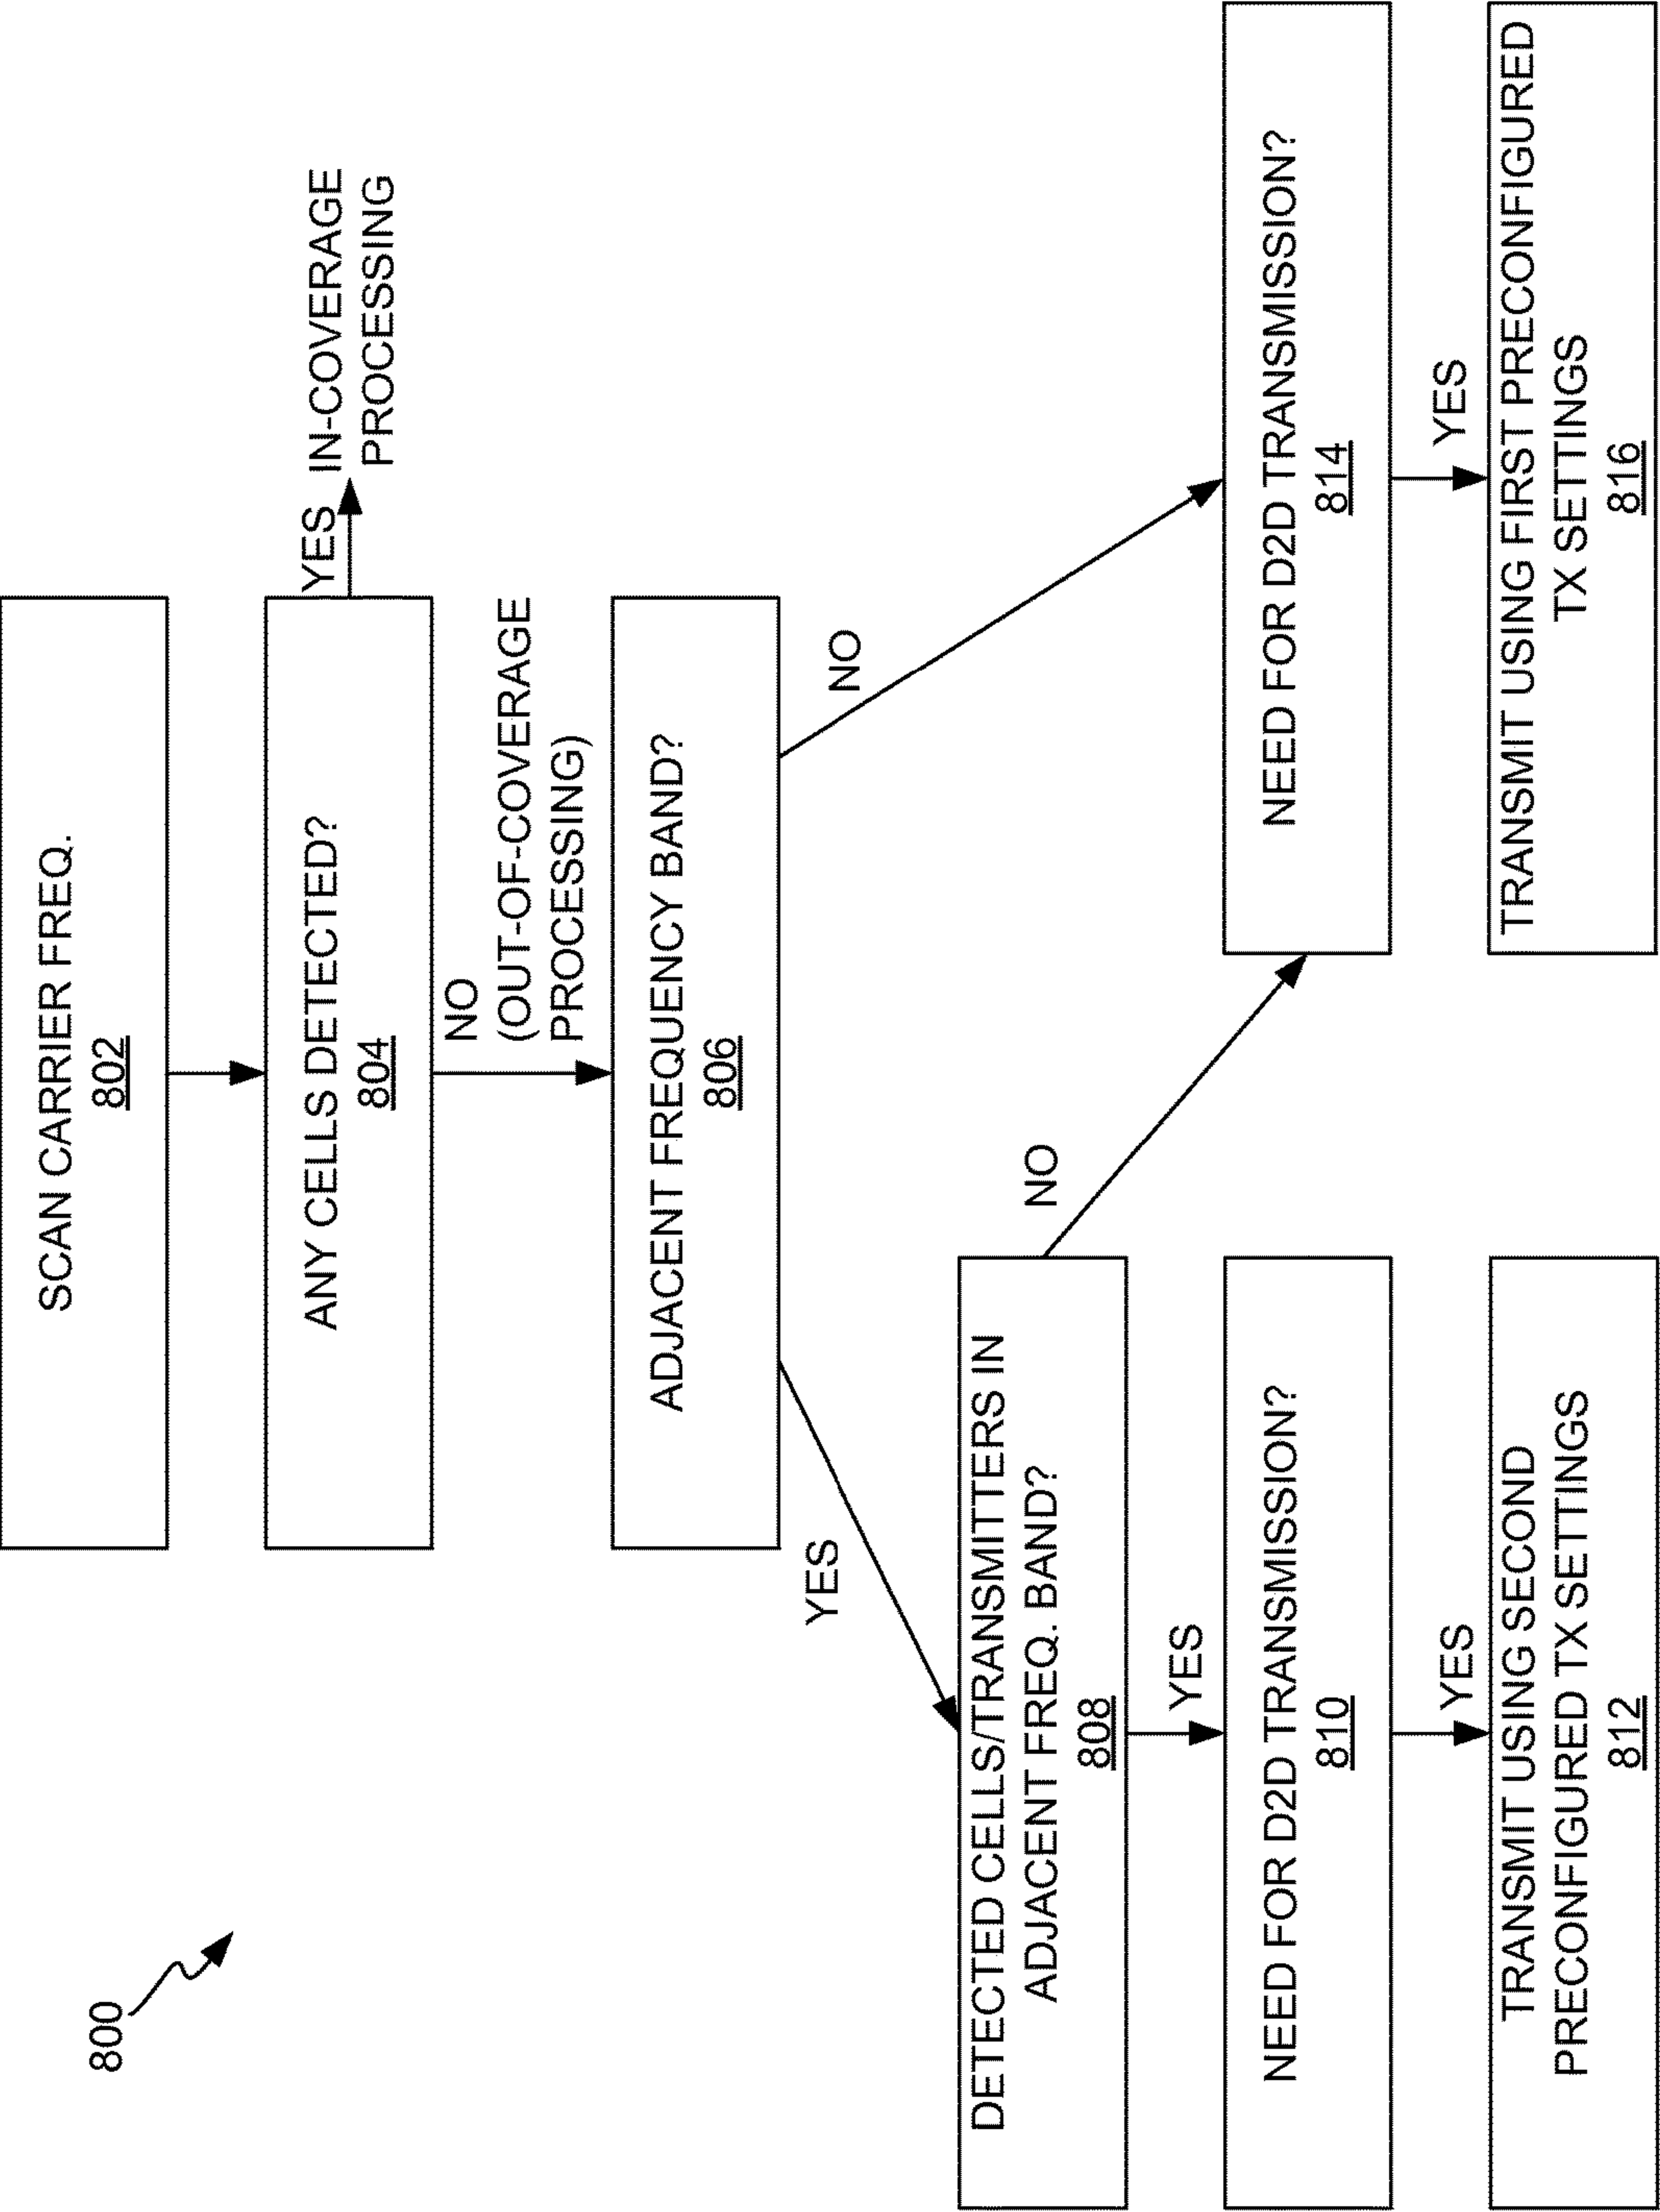 800
SCAN CARRIER FREQ.
802
ANY CELLS DETECTED?
804
YES
IN-COVERAGE
PROCESSING
NO
(OUT-OF-COVERAGE
PROCESSING)
ADJACENT FREQUENCY BAND?
806
YES
NO
DETECTED CELLS/TRANSMITTERS IN
ADJACENT FREQ. BAND?
808
NO
YES
NEED FOR D2D TRANSMISSION?
810
NEED FOR D2D TRANSMISSION?
814
YES
YES
TRANSMIT USING SECOND
PRECONFIGURED TX SETTINGS
812
TRANSMIT USING FIRST PRECONFIGURED
TX SETTINGS
816